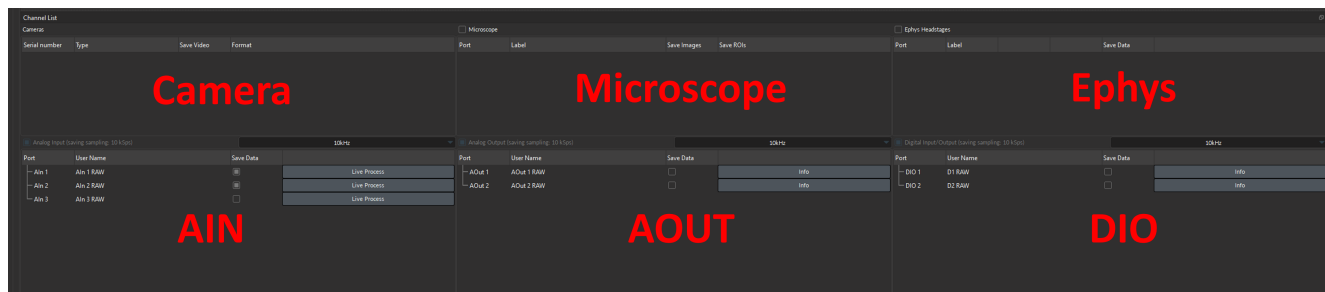 Channel List
Cameras
Serial number Type Save Video Format
Camera
Microscope
Port Label Save Images Save ROIs
Microscope
Ephys Headstages
Port Label Save Data
Ephys
Analog Input (saving sampling: 10 kSps) 10kHz
Port User Name Save Data
AIn 1 AIn 1 RAW Live Process
AIn 2 AIn 2 RAW Live Process
AIn 3 AIn 3 RAW Live Process
AIN
Analog Output (saving sampling: 10 kSps) 10kHz
Port User Name Save Data
AOut 1 AOut 1 RAW Info
AOut 2 AOut 2 RAW Info
AOUT
Digital Input/Output (saving sampling: 10 kSps) 10kHz
Port User Name Save Data
DIO 1 D1 RAW Info
DIO 2 D2 RAW Info
DIO